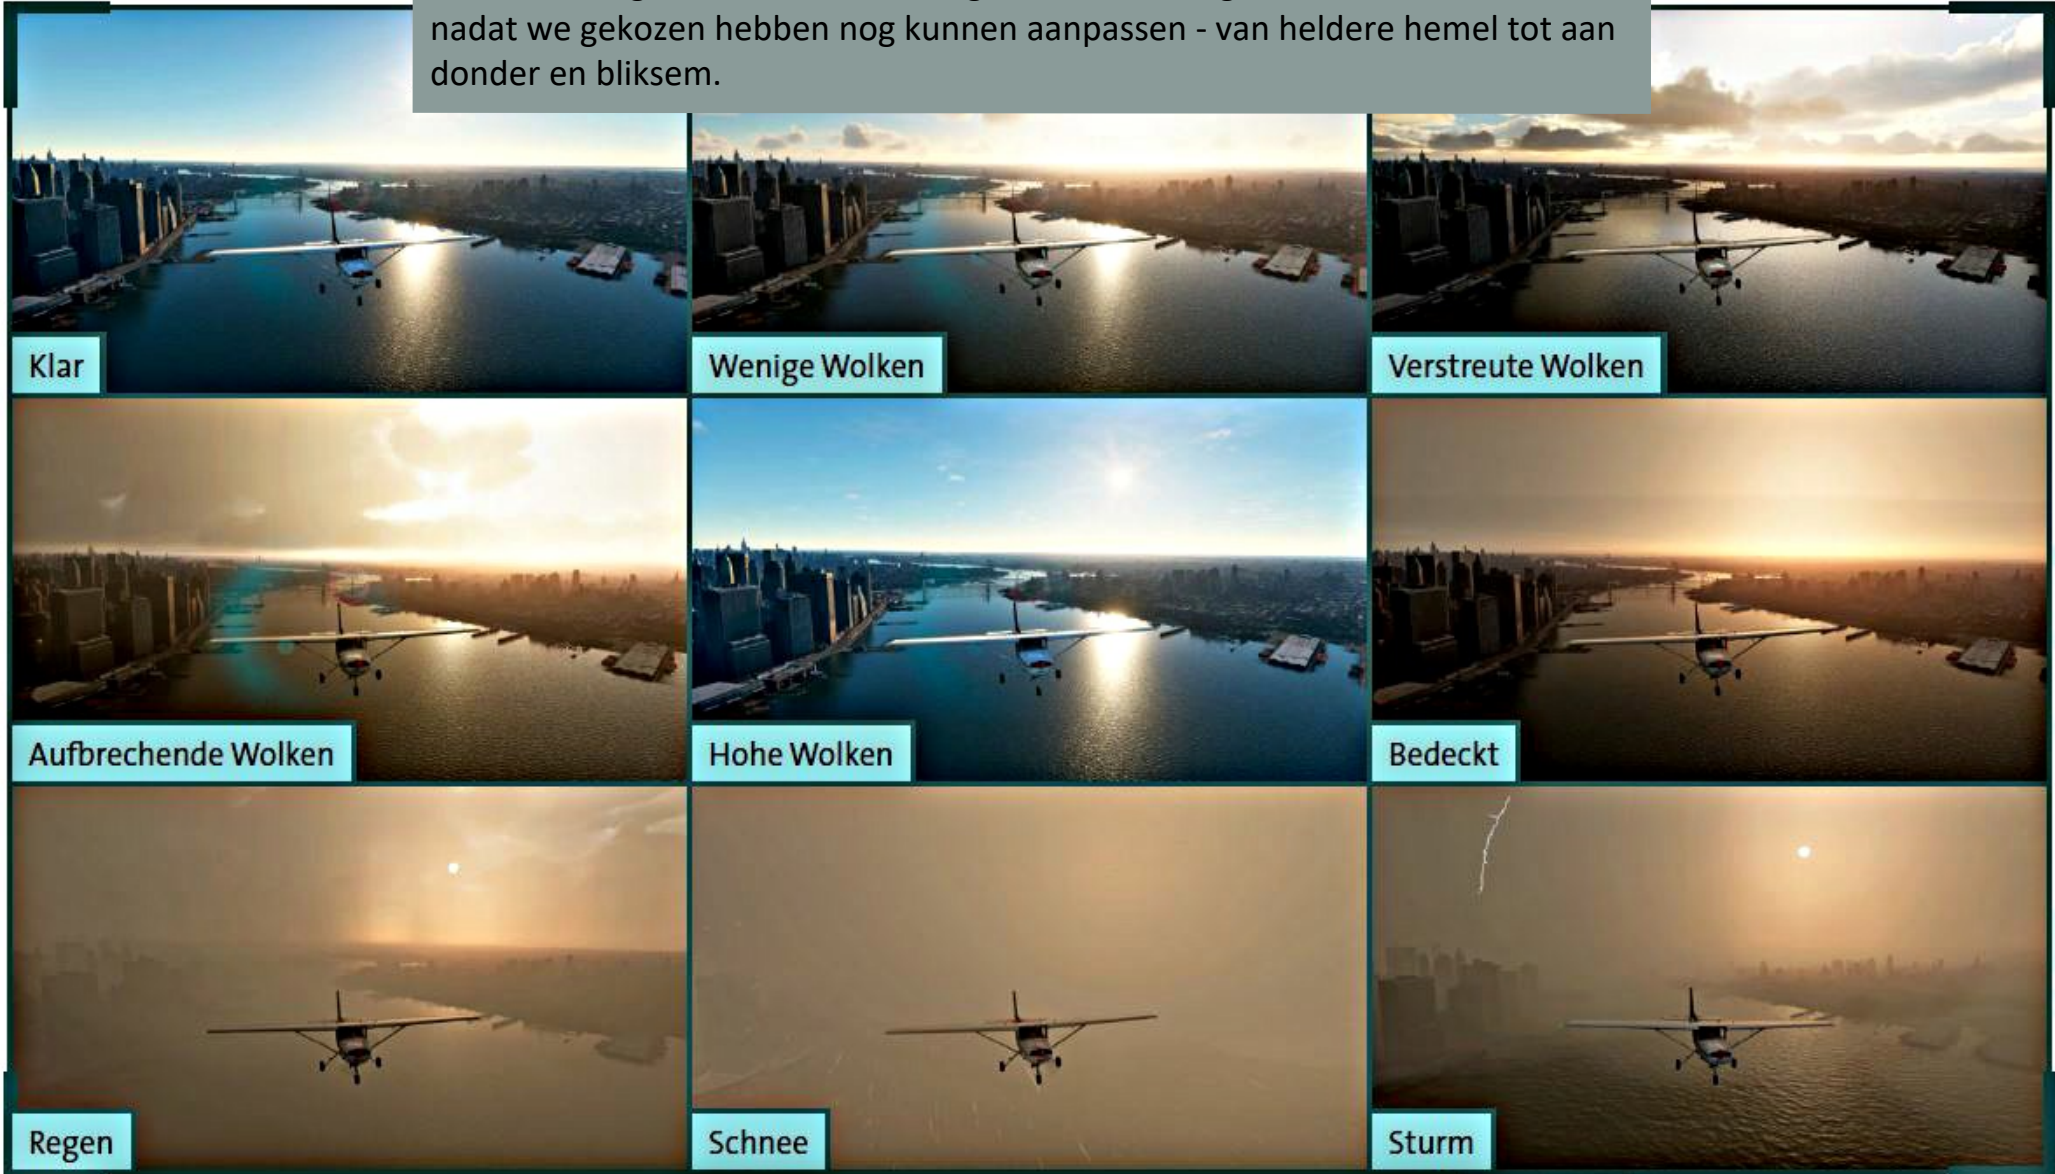 nadat we gekozen hebben nog kunnen aanpassen - van heldere hemel tot aan
donder en bliksem.
Klar
Wenige Wolken
Verstreute Wolken
Aufbrechende Wolken
Hohe Wolken
Bedeckt
Regen
Schnee
Sturm